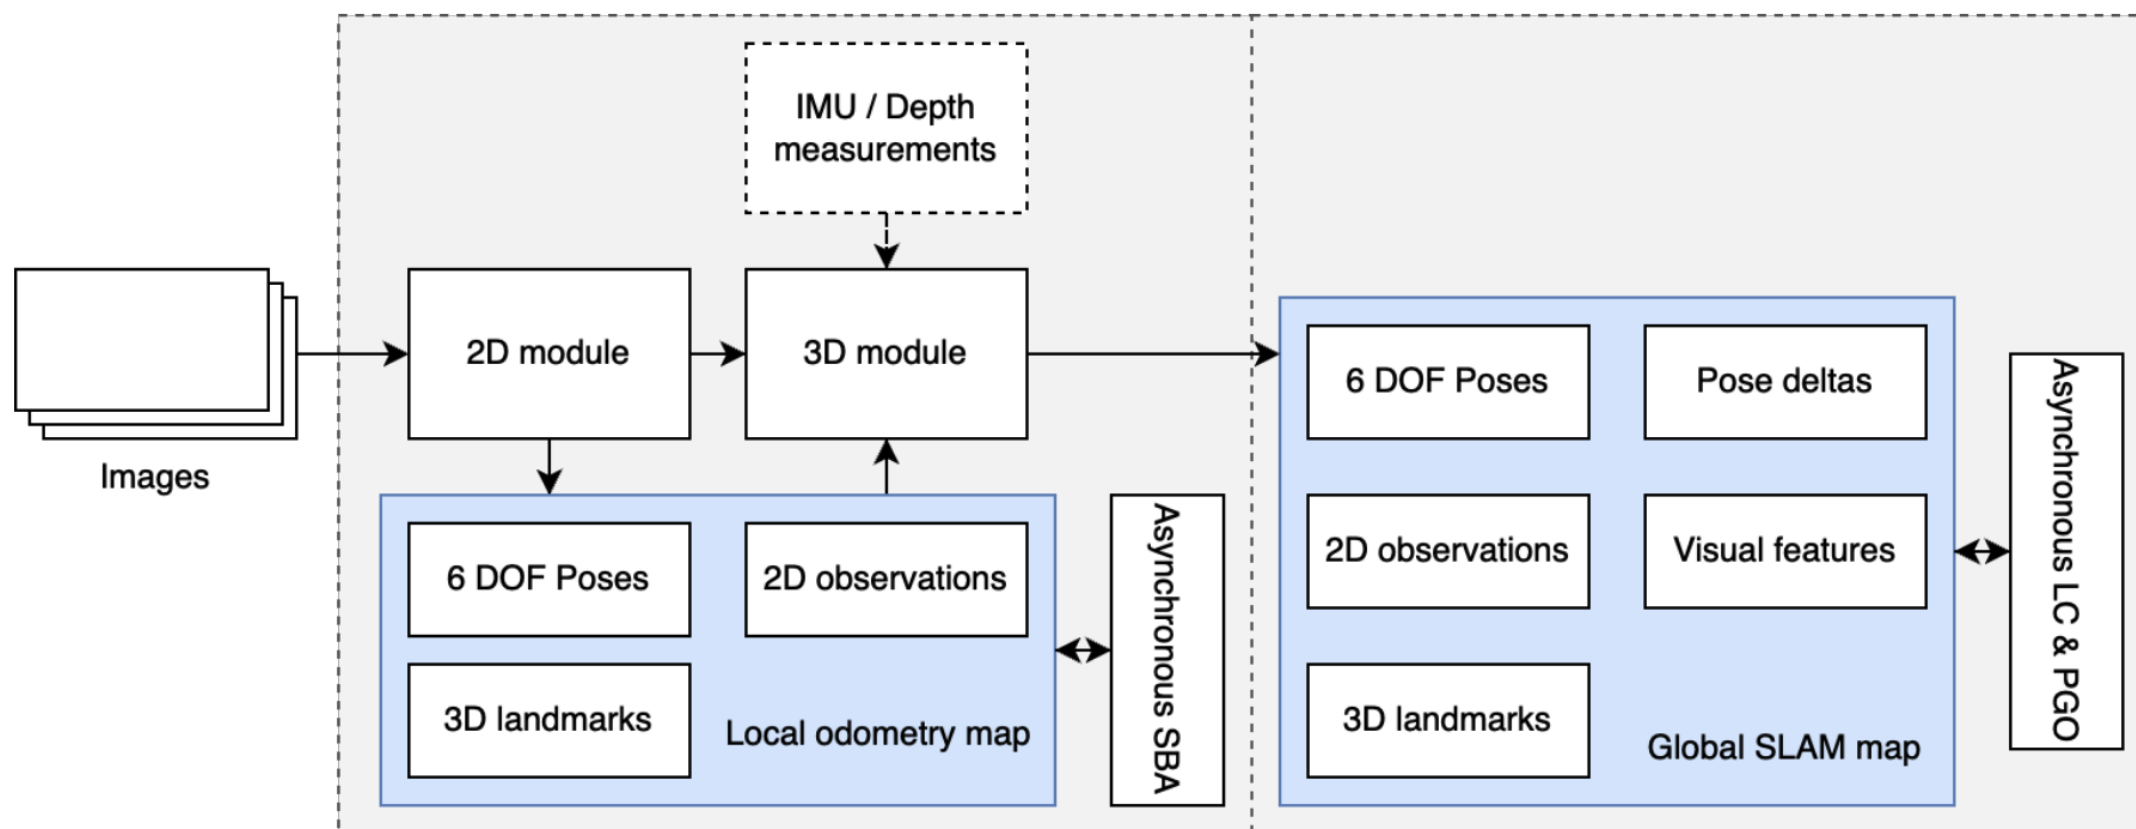 IMU / Depth
measurements
Images
2D module
3D module
6 DOF Poses
2D observations
3D landmarks
Local odometry map
Asynchronous SBA
6 DOF Poses
Pose deltas
2D observations
Visual features
3D landmarks
Global SLAM map
Asynchronous LC & PGO